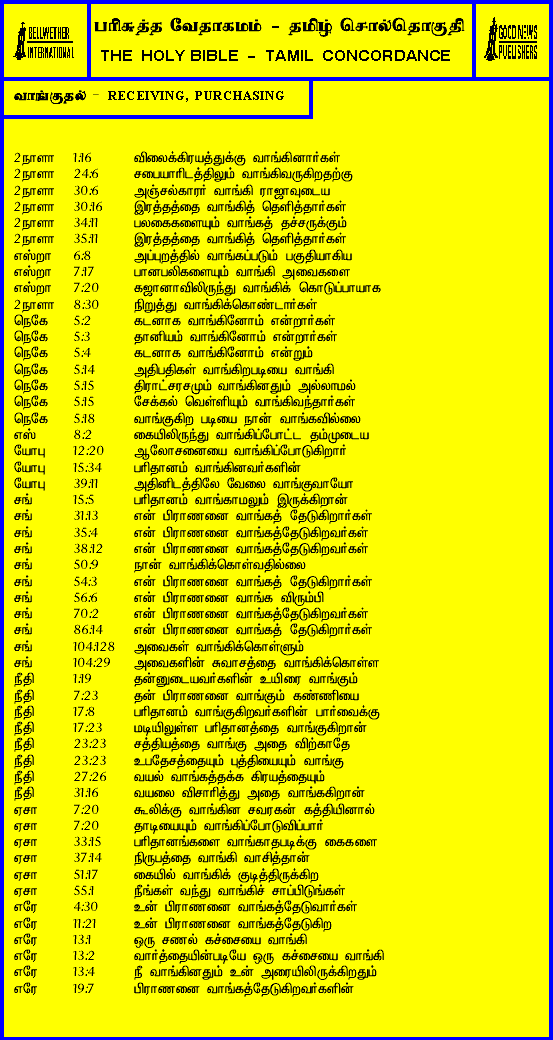 BELLWETHER INTERNATIONAL
பரிசுத்த வேதாகமம் - தமிழ் சொல்தொகுதி
THE HOLY BIBLE - TAMIL CONCORDANCE
GOOD NEWS PUBLISHERS
வாங்குதல் - RECEIVING, PURCHASING
2நாளா 1:16 விலைக்கிரயத்துக்கு வாங்கினார்கள்
2நாளா 24:6 சபையாரிடத்திலும் வாங்கிவருகிறதற்கு
2நாளா 30:6 அஞ்சல்காரர் வாங்கி ராஜாவுடைய
2நாளா 30:16 இரத்தத்தை வாங்கித் தெளித்தார்கள்
2நாளா 34:11 பலகைகளையும் வாங்கத் தச்சருக்கும்
2நாளா 35:11 இரத்தத்தை வாங்கித் தெளித்தார்கள்
எஸ்றா 6:8 அப்புறத்தில் வாங்கப்படும் பகுதியாகிய
எஸ்றா 7:17 பானபலிகளையும் வாங்கி அவைகளை
எஸ்றா 7:20 கஜானாவிலிருந்து வாங்கிக் கொடுப்பாயாக
2நாளா 8:30 நிறுத்து வாங்கிக்கொண்டார்கள்
நெகே 5:2 கடனாக வாங்கினோம் என்றார்கள்
நெகே 5:3 தானியம் வாங்கினோம் என்றார்கள்
நெகே 5:4 கடனாக வாங்கினோம் என்றும்
நெகே 5:14 அதிபதிகள் வாங்கிறபடியை வாங்கி
நெகே 5:15 திராட்சரசமும் வாங்கினதும் அல்லாமல்
நெகே 5:15 சேக்கல் வெள்ளியும் வாங்கிவந்தார்கள்
நெகே 5:18 வாங்குகிற படியை நான் வாங்கவில்லை
எஸ் 8:2 கையிலிருந்து வாங்கிப்போட்ட தம்முடைய
யோபு 12:20 ஆலோசனையை வாங்கிப்போடுகிறார்
யோபு 15:34 பரிதானம் வாங்கினவர்களின்
யோபு 39:11 அதினிடத்திலே வேலை வாங்குவாயோ
சங் 15:5 பரிதானம் வாங்காமலும் இருக்கிறான்
சங் 31:13 என் பிராணனை வாங்கத் தேடுகிறார்கள்
சங் 35:4 என் பிராணனை வாங்கத்தேடுகிறவர்கள்
சங் 38:12 என் பிராணனை வாங்கத்தேடுகிறவர்கள்
சங் 50:9 நான் வாங்கிக்கொள்வதில்லை
சங் 54:3 என் பிராணனை வாங்கத் தேடுகிறார்கள்
சங் 56:6 என் பிராணனை வாங்க விரும்பி
சங் 70:2 என் பிராணனை வாங்கத்தேடுகிறவர்கள்
சங் 86:14 என் பிராணனை வாங்கத் தேடுகிறார்கள்
சங் 104:128 அவைகள் வாங்கிக்கொள்ளும்
சங் 104:29 அவைகளின் சுவாசத்தை வாங்கிக்கொள்ள
நீதி 1:19 தன்னுடையவர்களின் உயிரை வாங்கும்
நீதி 7:23 தன் பிராணனை வாங்கும் கண்ணியை
நீதி 17:8 பரிதானம் வாங்குகிறவர்களின் பார்வைக்கு
நீதி 17:23 மடியிலுள்ள பரிதானத்தை வாங்குகிறான்
நீதி 23:23 சத்தியத்தை வாங்கு அதை விற்காதே
நீதி 23:23 உபதேசத்தையும் புத்தியையும் வாங்கு
நீதி 27:26 வயல் வாங்கத்தக்க கிரயத்தையும்
நீதி 31:16 வயலை விசாரித்து அதை வாங்ககிறான்
ஏசா 7:20 கூலிக்கு வாங்கின சவரகன் கத்தியினால்
ஏசா 7:20 தாடியையும் வாங்கிப்போடுவிப்பார்
ஏசா 33:15 பரிதானங்களை வாங்காதபடிக்கு கைகளை
ஏசா 37:14 நிருபத்தை வாங்கி வாசித்தான்
ஏசா 51:17 கையில் வாங்கிக் குடித்திருக்கிற
ஏசா 55:1 நீங்கள் வந்து வாங்கிச் சாப்பிடுங்கள்
எரே 4:30 உன் பிராணனை வாங்கத்தேடுவார்கள்
எரே 11:21 உன் பிராணனை வாங்கத்தேடுகிற
எரே 13:1 ஒரு சணல் கச்சையை வாங்கி
எரே 13:2 வார்த்தையின்படியே ஒரு கச்சையை வாங்கி
எரே 13:4 நீ வாங்கினதும் உன் அரையிலிருக்கிறதும்
எரே 19:7 பிராணனை வாங்கத்தேடுகிறவர்களின்